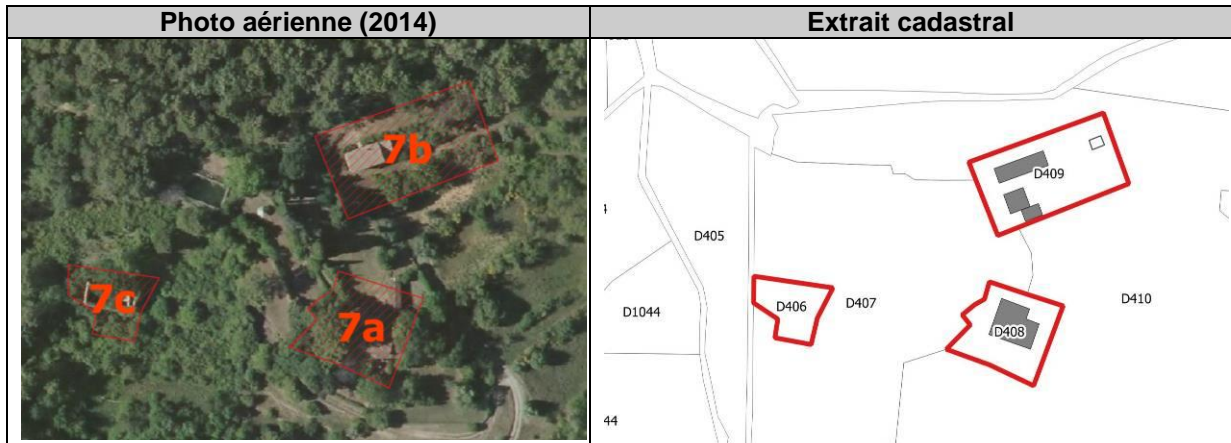 Photo aérienne (2014)
Extrait cadastral
7b
7c
7a
D409
D405
D406
D407
D410
D1044
D408
44